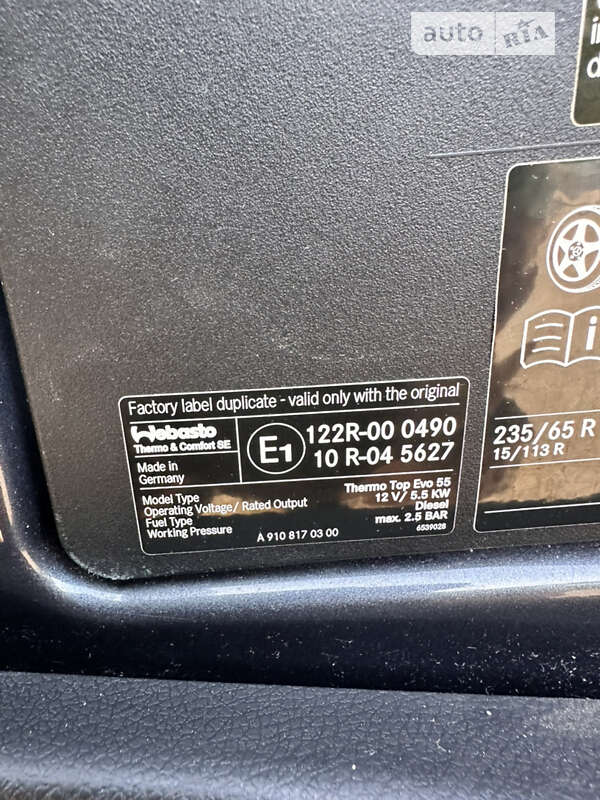 auto RIA
i
d
i
235/65 R
15/113 R
Factory label duplicate - valid only with the original
Webasto
Thermo & Comfort SE
E1
122R-00 0490
10 R-04 5627
Made in
Germany
Model Type Thermo Top Evo 55
Operating Voltage/ Rated Output 12 V/ 5.5 KW
Fuel Type Diesel
Working Pressure max. 2.5 BAR
A 910 817 03 00 6539028